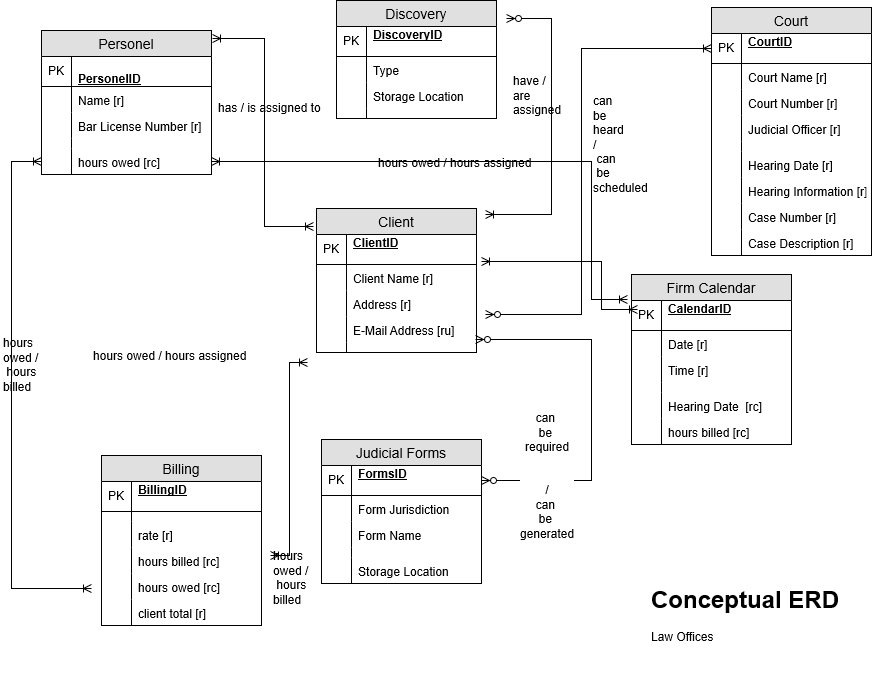 Personel
PK
PersonelID
Name [r]
Bar License Number [r]
hours owed [rc]
Discovery
PK
DiscoveryID
Type
Storage Location
Court
PK
CourtID
Court Name [r]
Court Number [r]
Judicial Officer [r]
Hearing Date [r]
Hearing Information [r]
Case Number [r]
Case Description [r]
has / is assigned to
have /
are
assigned
can
be
heard
/
can
be
scheduled
hours owed / hours assigned
Client
PK
ClientID
Client Name [r]
Address [r]
E-Mail Address [ru]
Firm Calendar
PK
CalendarID
Date [r]
Time [r]
Hearing Date [rc]
hours billed [rc]
hours
owed /
hours
billed
hours owed / hours assigned
Billing
PK
BillingID
rate [r]
hours billed [rc]
hours owed [rc]
client total [r]
hours
owed /
hours
billed
Judicial Forms
PK
FormsID
Form Jurisdiction
Form Name
Storage Location
can
be
required
/
can
be
generated
Conceptual ERD
Law Offices